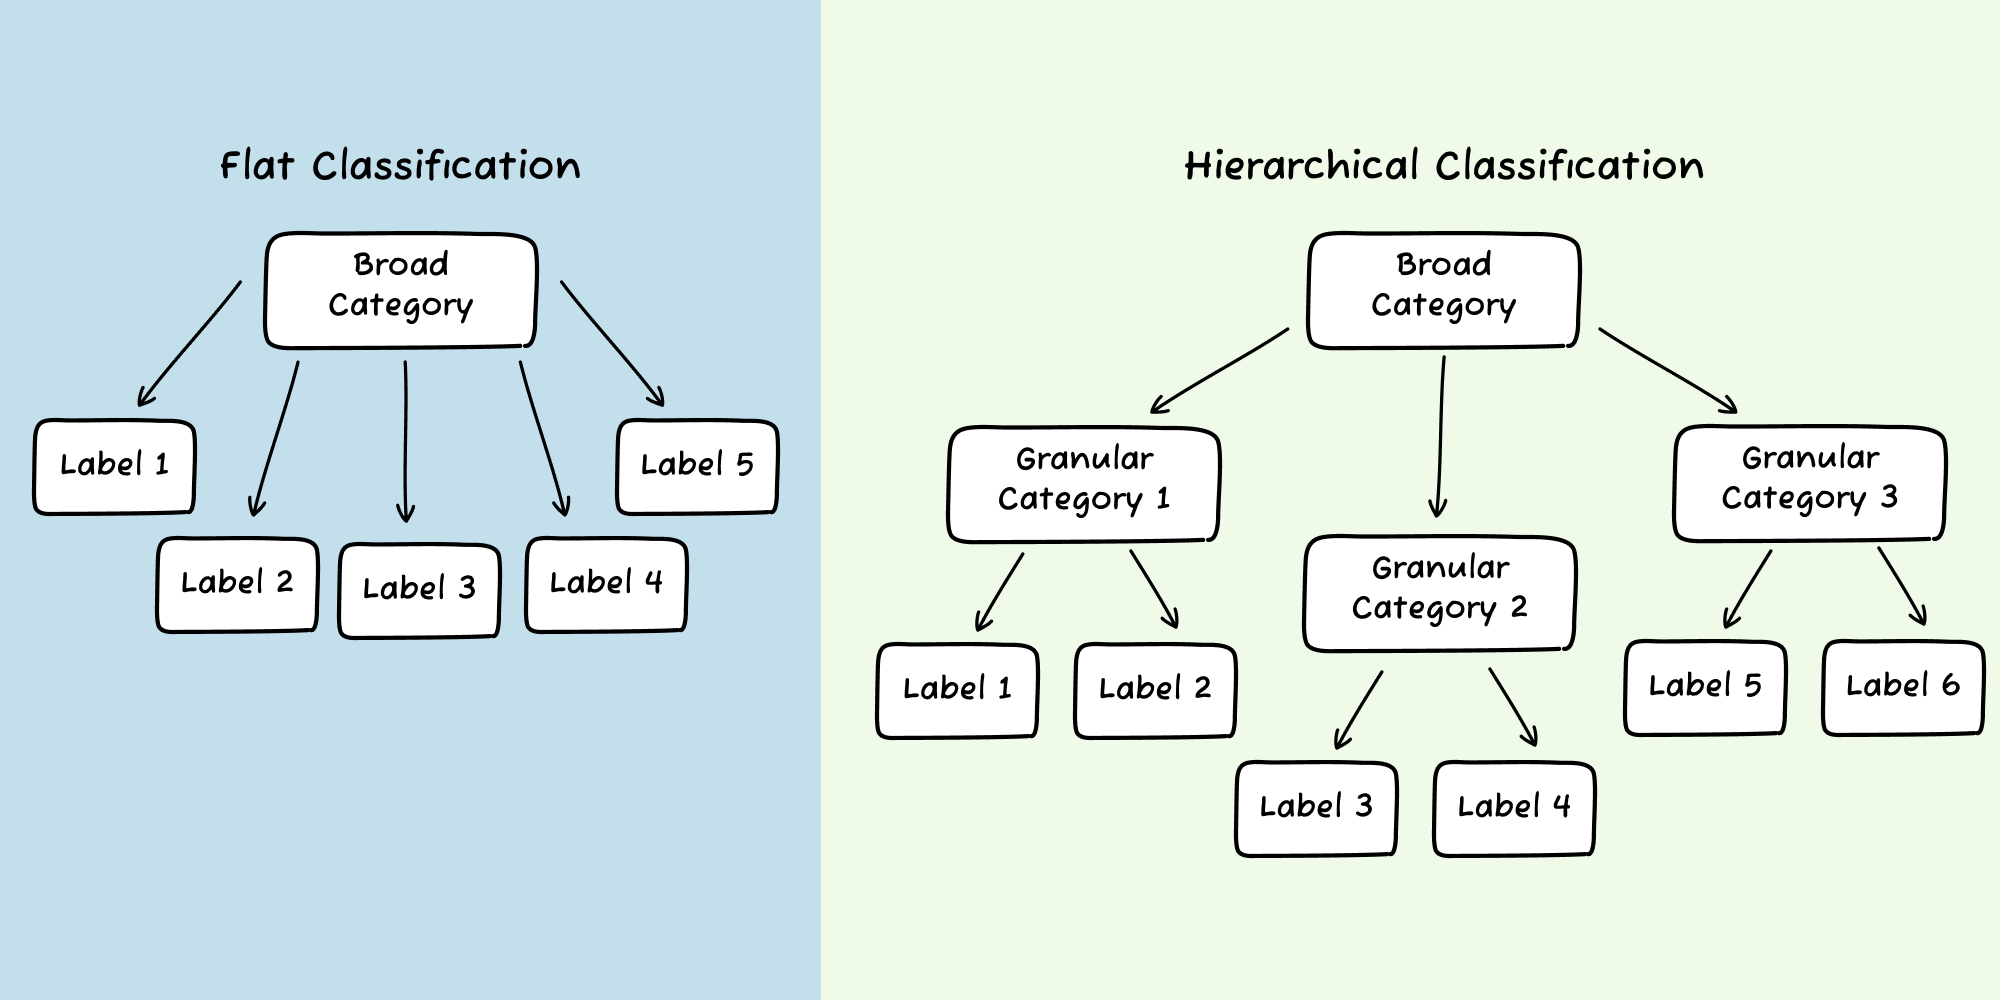 Flat Classification
Broad
Category
Label 1
Label 5
Label 2
Label 3
Label 4
Hierarchical Classification
Broad
Category
Granular
Category 1
Granular
Category 3
Granular
Category 2
Label 1
Label 2
Label 5
Label 6
Label 3
Label 4